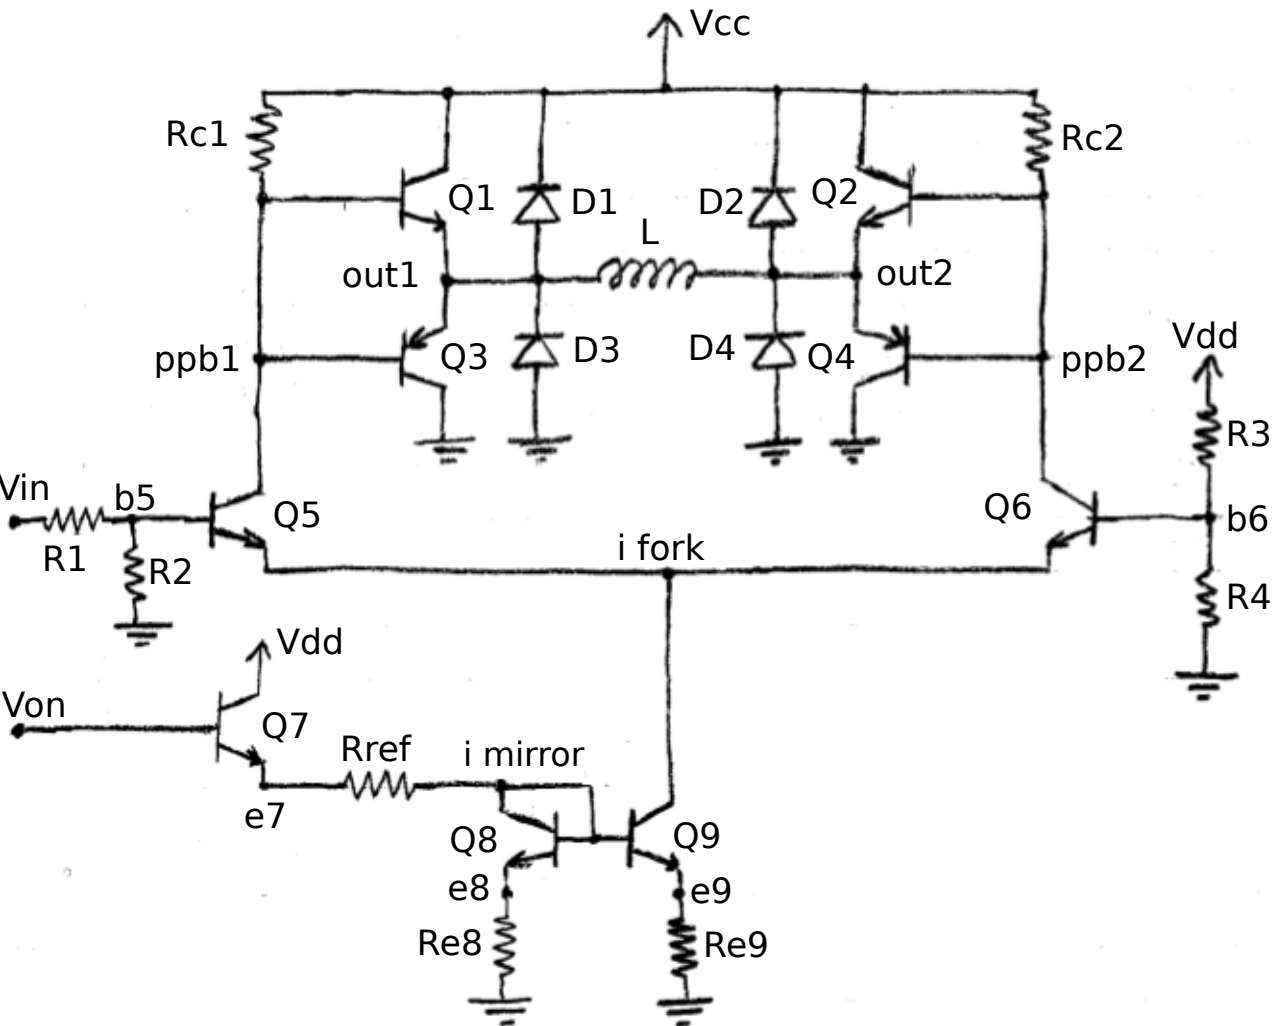 Vcc
Rc1
Rc2
Q1
D1
D2
Q2
L
out1
out2
ppb1
Q3
D3
D4
Q4
ppb2
Vdd
R3
Vin
b5
Q5
Q6
b6
R1
R2
i fork
R4
Vdd
Von
Q7
Rref
i mirror
e7
Q8
Q9
e8
e9
Re8
Re9